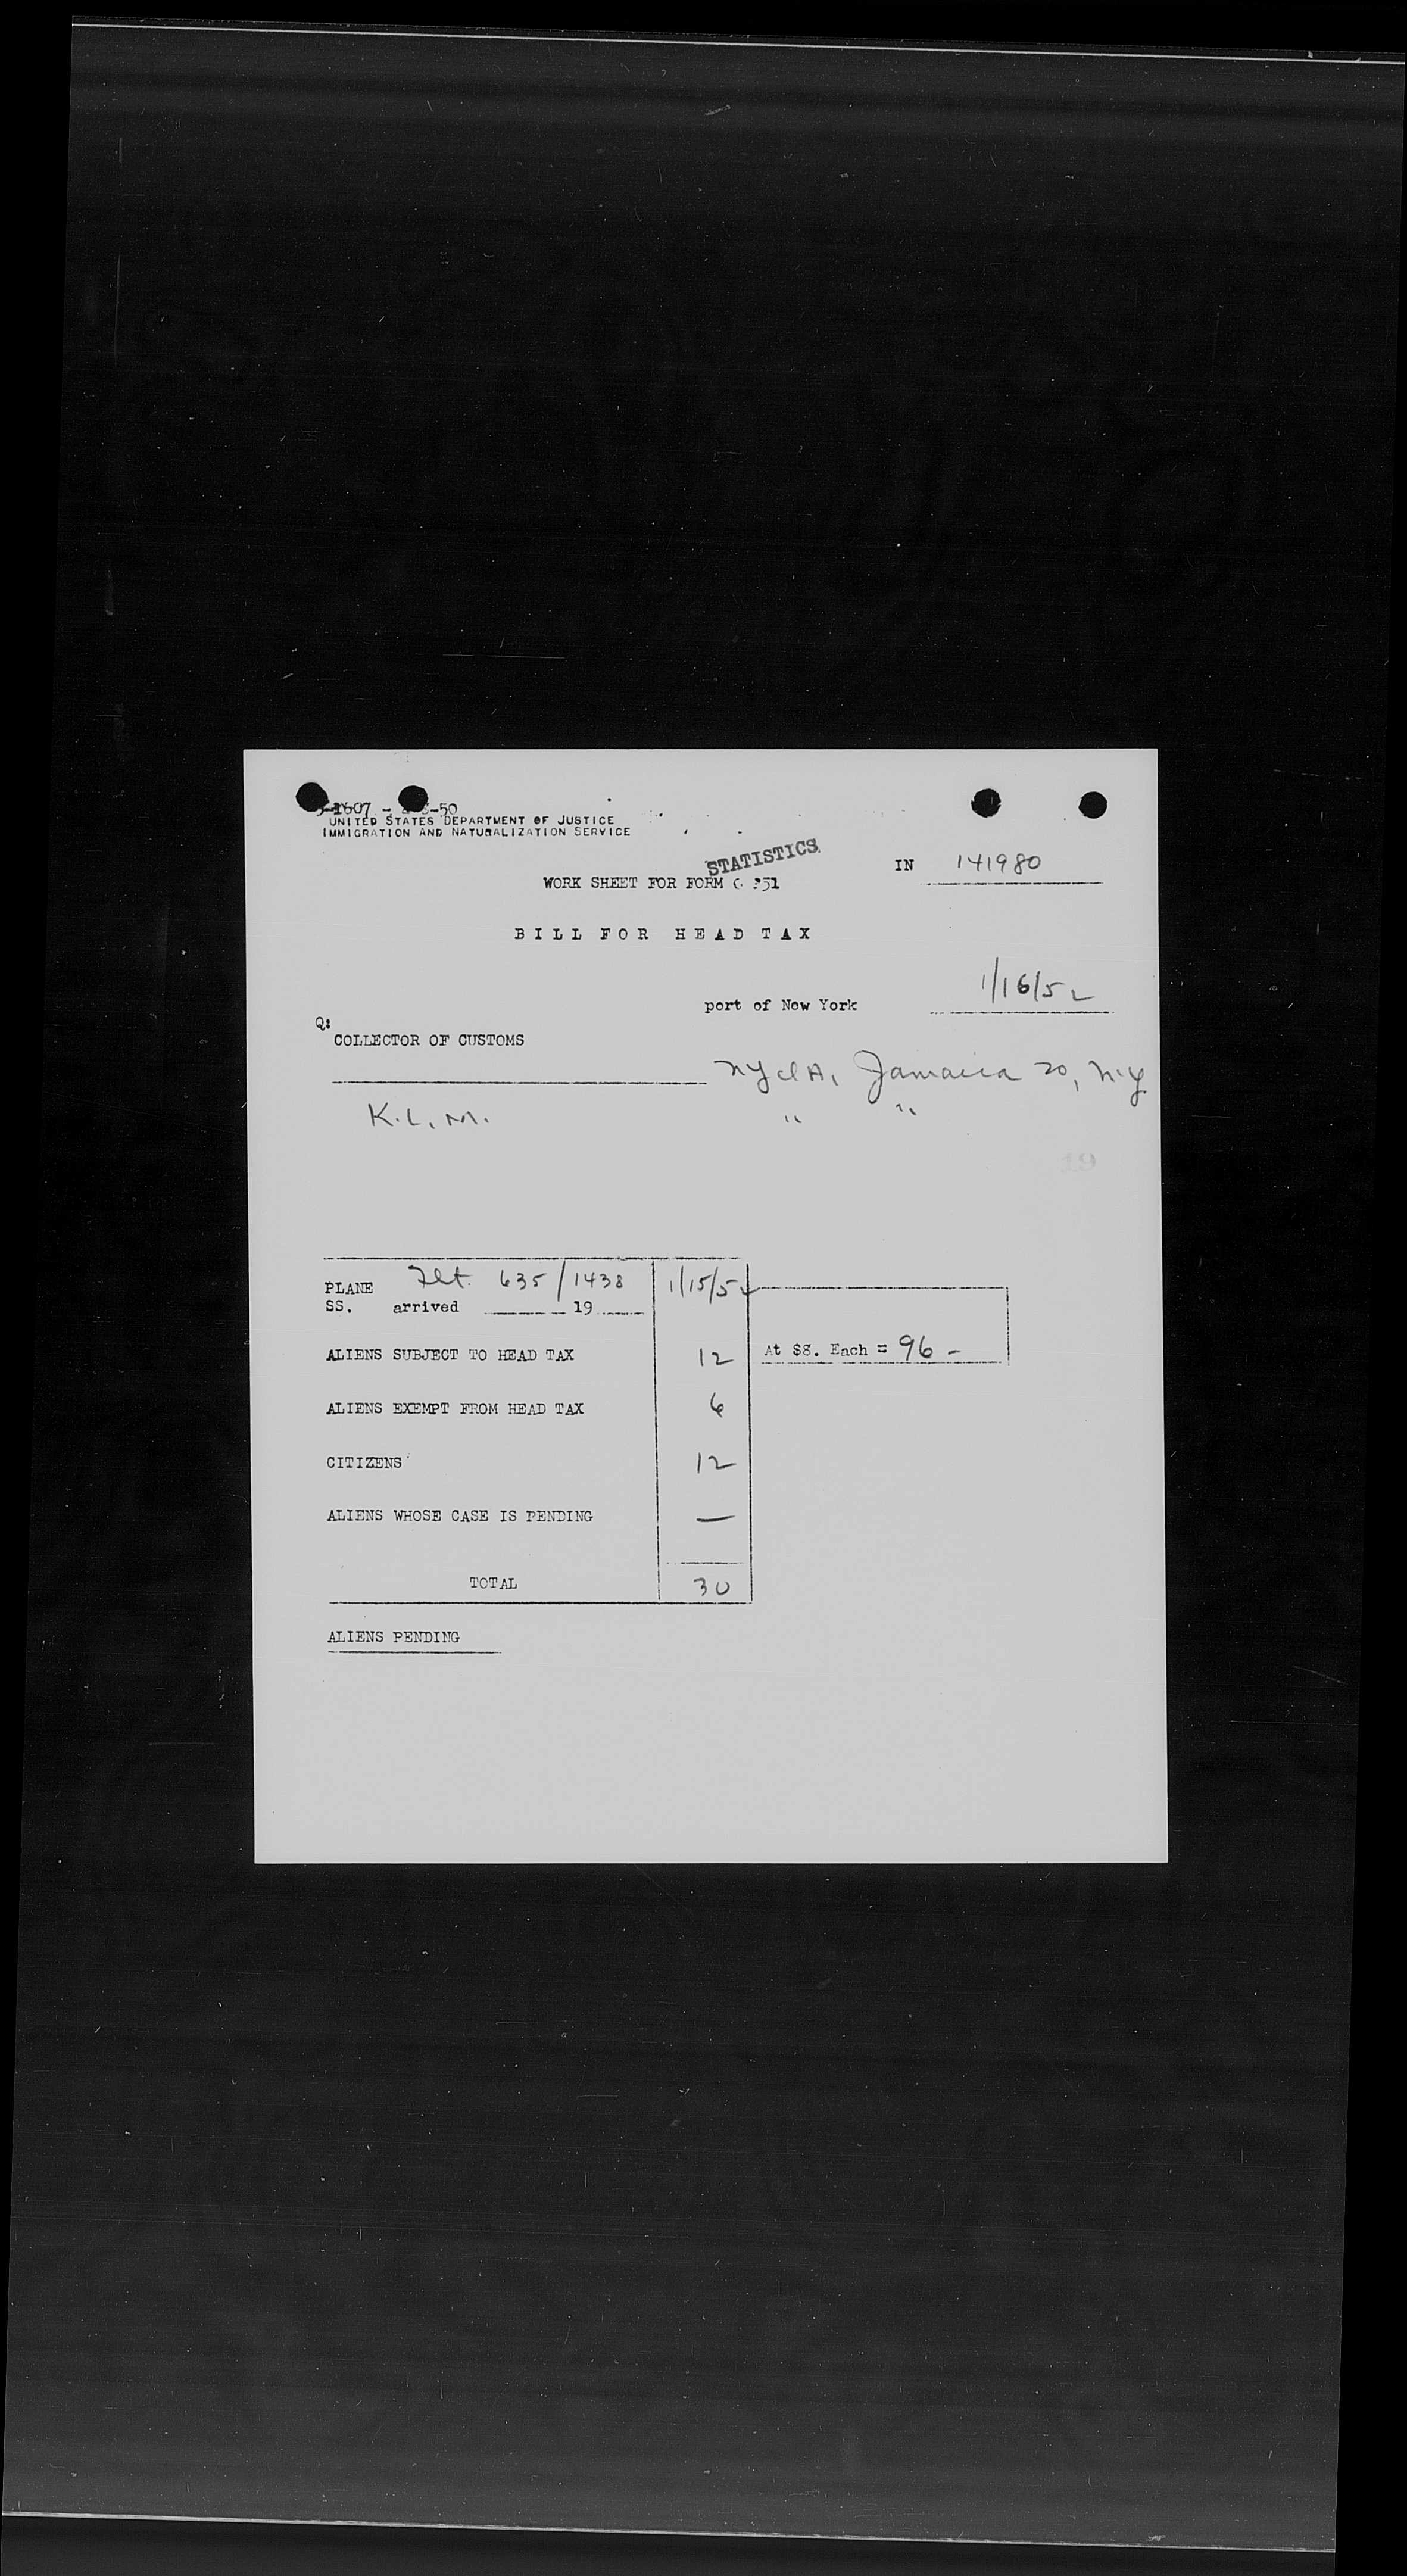 UNITED STATES DEPARTMENT OF JUSTICE
IMMIGRATION AND NATURALIZATION SERVICE
STATISTICS
IN 141980
WORK SHEET FOR FORM
BILL FOR HEAD TAX
1/16/52
port of New York
Q:
COLLECTOR OF CUSTOMS
Jamaica 20, N.Y
K.L.M. " "
PLANE Flt. 635/1438 1/15/52
SS. arrived 19
ALIENS SUBJECT TO HEAD TAX 12 At $8. Each = 96 -
ALIENS EXEMPT FROM HEAD TAX 6
CITIZENS 12
ALIENS WHOSE CASE IS PENDING —
TOTAL 30
ALIENS PENDING